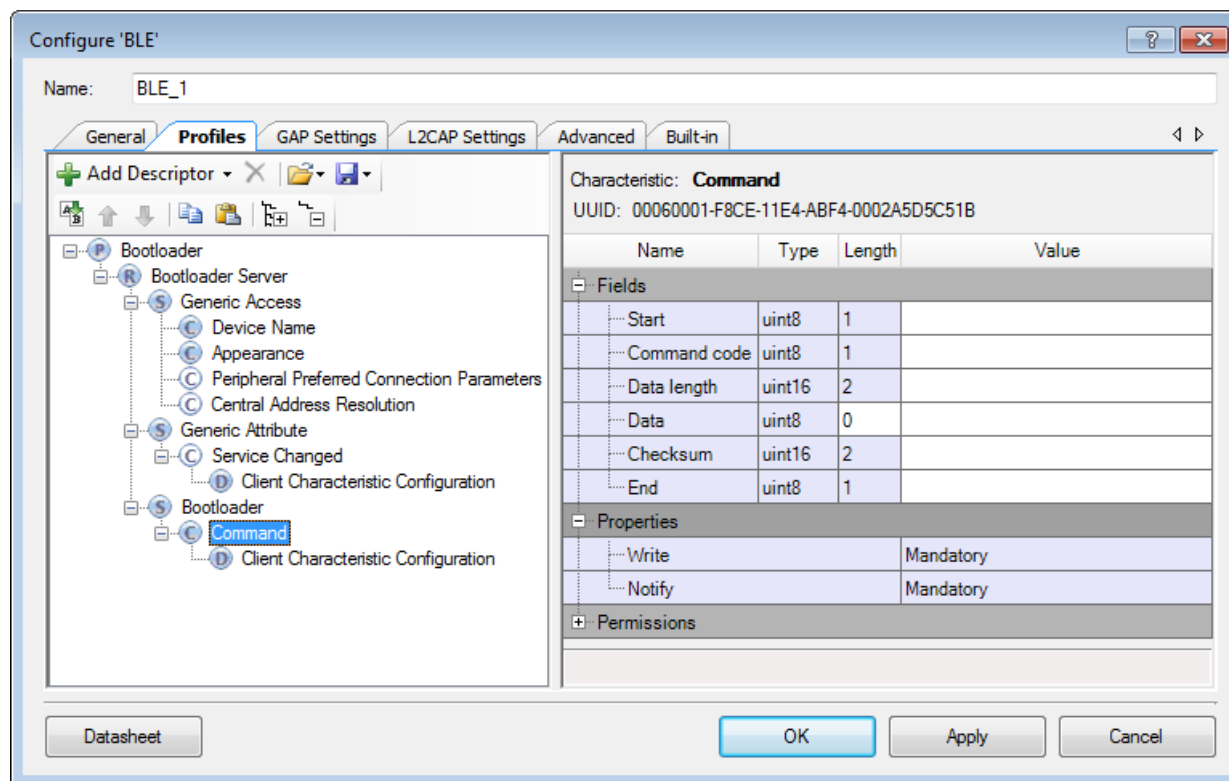 Configure 'BLE'
Name: BLE_1
General Profiles GAP Settings L2CAP Settings Advanced Built-in
Add Descriptor
Bootloader
Bootloader Server
Generic Access
Device Name
Appearance
Peripheral Preferred Connection Parameters
Central Address Resolution
Generic Attribute
Service Changed
Client Characteristic Configuration
Bootloader
Command
Client Characteristic Configuration
Characteristic: Command
UUID: 00060001-F8CE-11E4-ABF4-0002A5D5C51B
Name Type Length Value
Fields
Start uint8 1
Command code uint8 1
Data length uint16 2
Data uint8 0
Checksum uint16 2
End uint8 1
Properties
Write Mandatory
Notify Mandatory
Permissions
Datasheet OK Apply Cancel